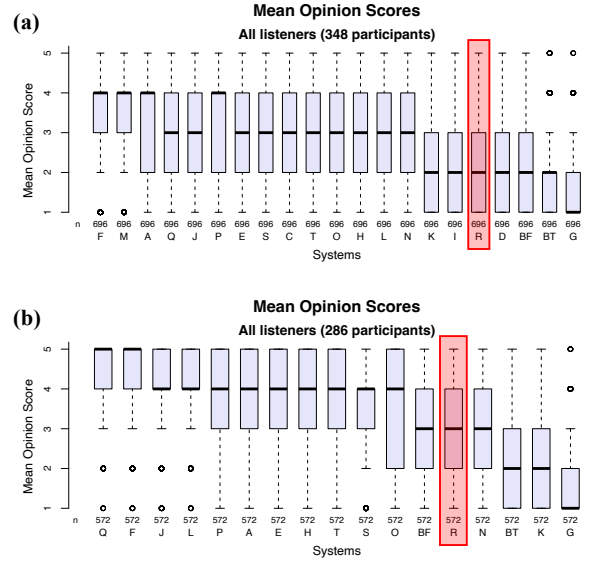 (a)
Mean Opinion Scores
All listeners (348 participants)
Mean Opinion Score
5
4
3
2
1
n 696 696 696 696 696 696 696 696 696 696 696 696 696 696 696 696 696 696 696 696 696
F M A Q J P E S C T O H L N K I R D BF BT G
Systems
(b)
Mean Opinion Scores
All listeners (286 participants)
Mean Opinion Score
5
4
3
2
1
n 572 572 572 572 572 572 572 572 572 572 572 572 572 572 572 572 572
Q F J L P A E H T S O BF R N BT K G
Systems